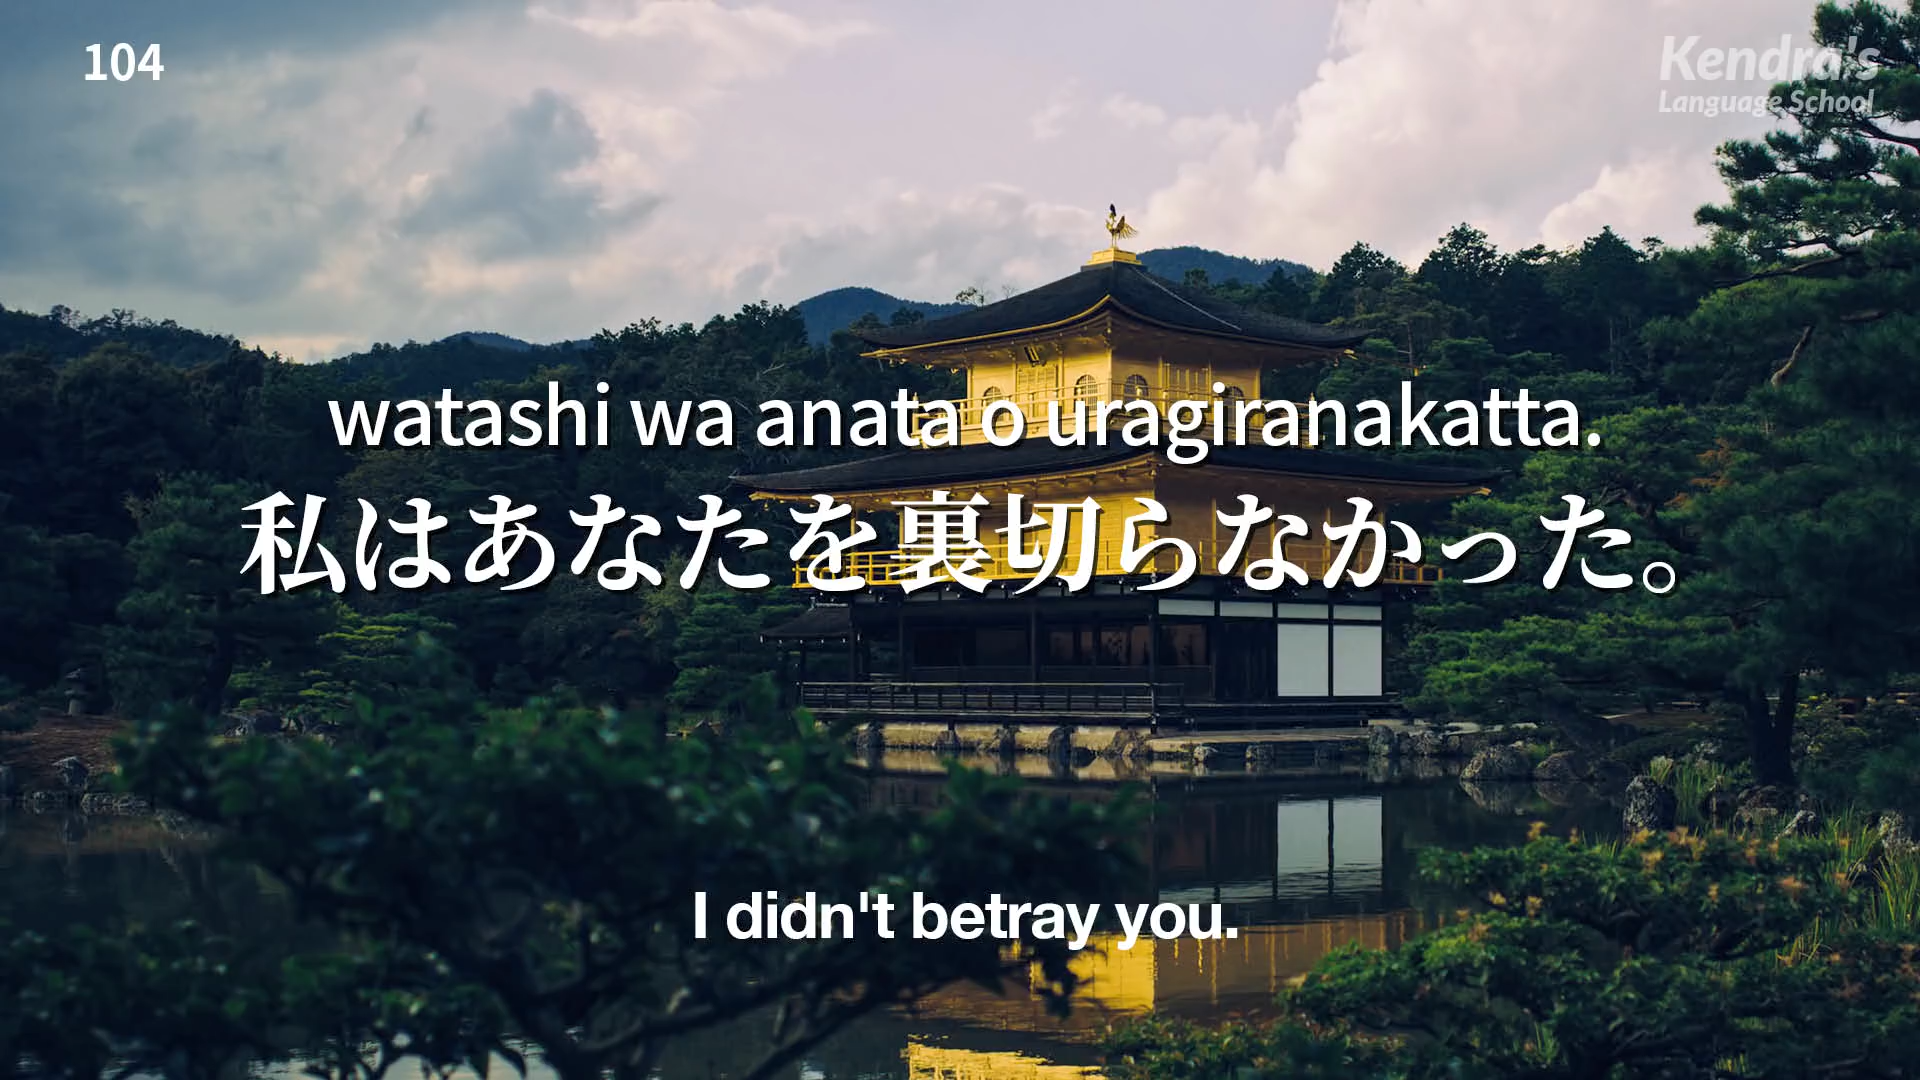 104
Kendra's
Language School
watashi wa anata o uragiranakatta.
私はあなたを裏切らなかった。
I didn't betray you.